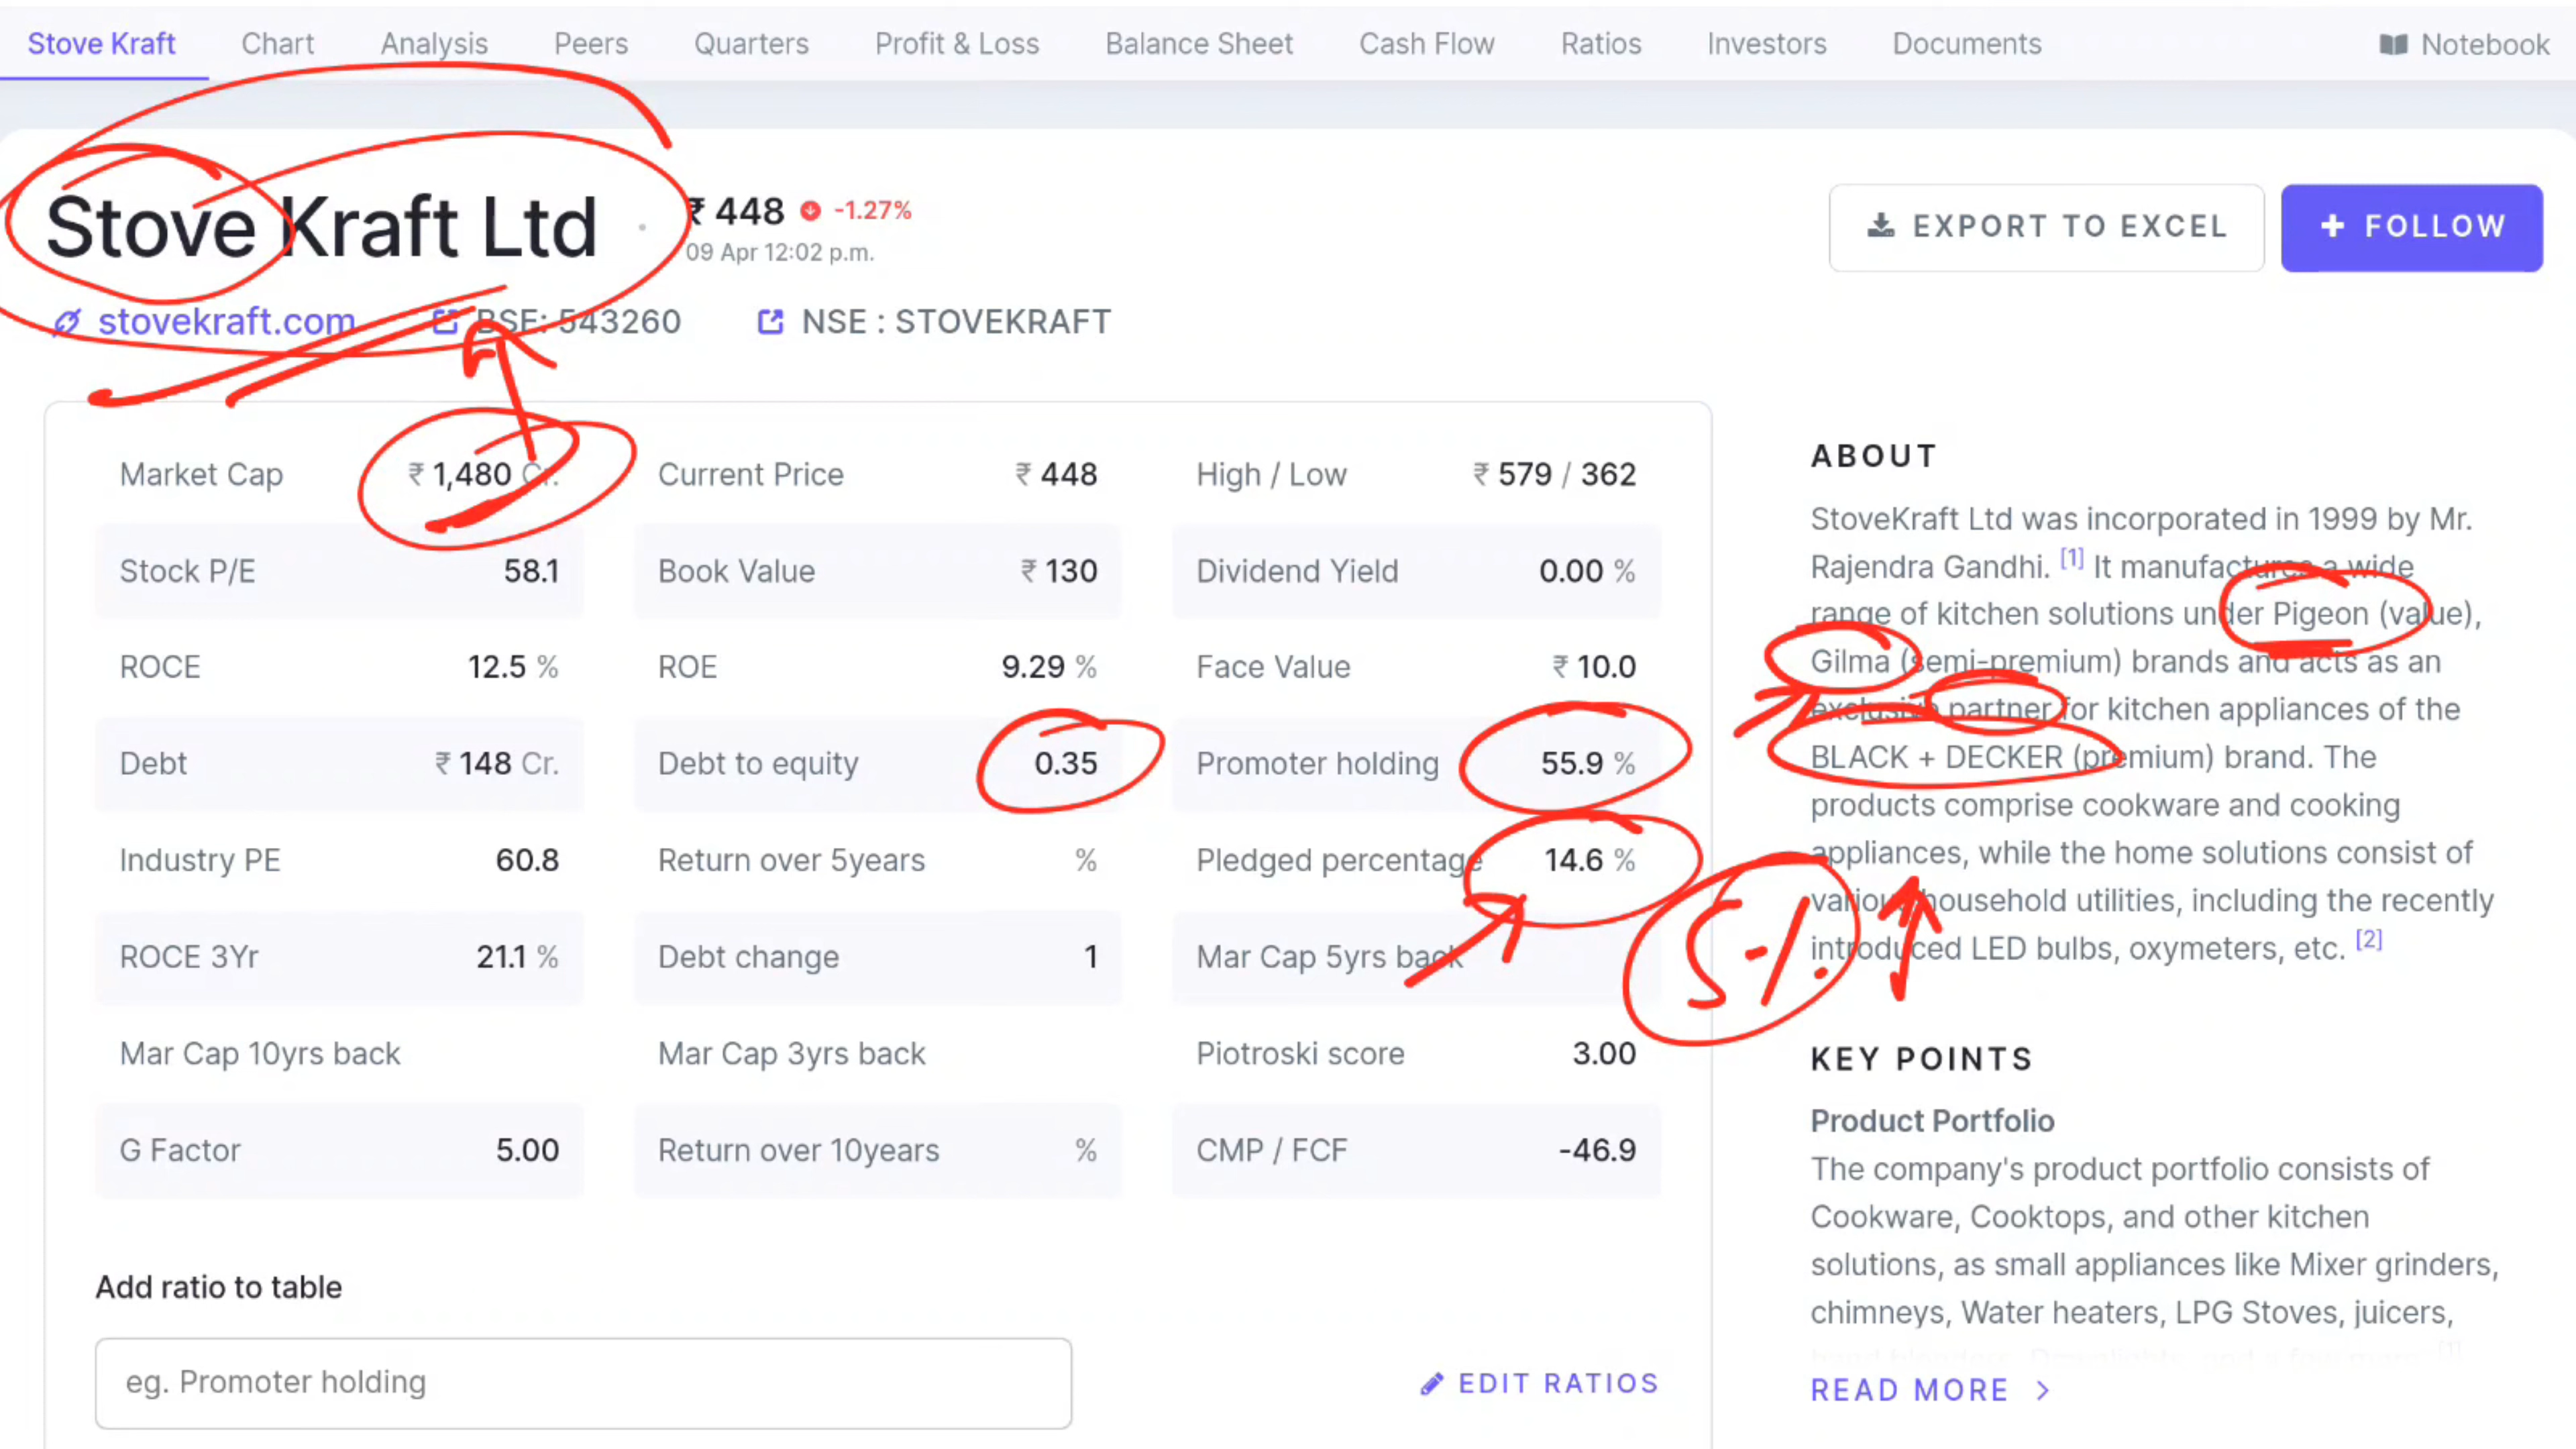 Stove Kraft Chart Analysis Peers Quarters Profit & Loss Balance Sheet Cash Flow Ratios Investors Documents Notebook
Stove Kraft Ltd ₹ 448 -1.27%
09 Apr 12:02 p.m.
EXPORT TO EXCEL + FOLLOW
stovekraft.com BSE: 543260 NSE : STOVEKRAFT
Market Cap ₹ 1,480 Cr. Current Price ₹ 448 High / Low ₹ 579 / 362
Stock P/E 58.1 Book Value ₹ 130 Dividend Yield 0.00 %
ROCE 12.5 % ROE 9.29 % Face Value ₹ 10.0
Debt ₹ 148 Cr. Debt to equity 0.35 Promoter holding 55.9 %
Industry PE 60.8 Return over 5years % Pledged percentage 14.6 %
ROCE 3Yr 21.1 % Debt change 1 Mar Cap 5yrs back
5%
Mar Cap 10yrs back Mar Cap 3yrs back Piotroski score 3.00
G Factor 5.00 Return over 10years % CMP / FCF -46.9
Add ratio to table
eg. Promoter holding
EDIT RATIOS
ABOUT
StoveKraft Ltd was incorporated in 1999 by Mr.
Rajendra Gandhi. [1] It manufactures a wide
range of kitchen solutions under Pigeon (value),
Gilma (semi-premium) brands and acts as an
exclusive partner for kitchen appliances of the
BLACK + DECKER (premium) brand. The
products comprise cookware and cooking
appliances, while the home solutions consist of
various household utilities, including the recently
introduced LED bulbs, oxymeters, etc. [2]
KEY POINTS
Product Portfolio
The company's product portfolio consists of
Cookware, Cooktops, and other kitchen
solutions, as small appliances like Mixer grinders,
chimneys, Water heaters, LPG Stoves, juicers,
READ MORE >